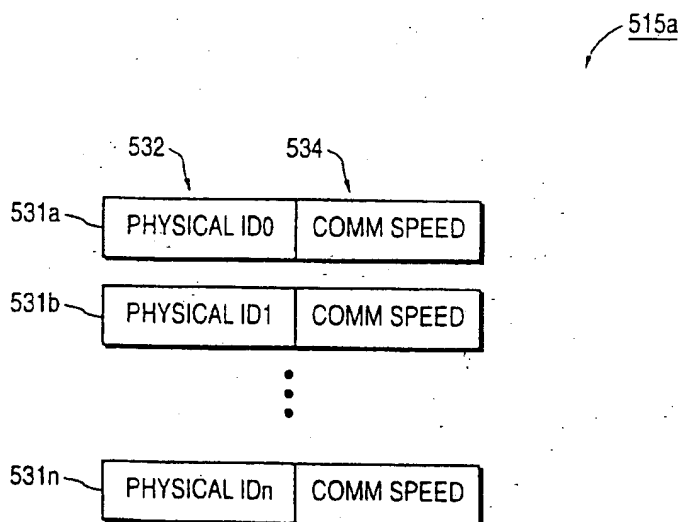 515a
532 534
531a PHYSICAL ID0 COMM SPEED
531b PHYSICAL ID1 COMM SPEED
531n PHYSICAL IDn COMM SPEED